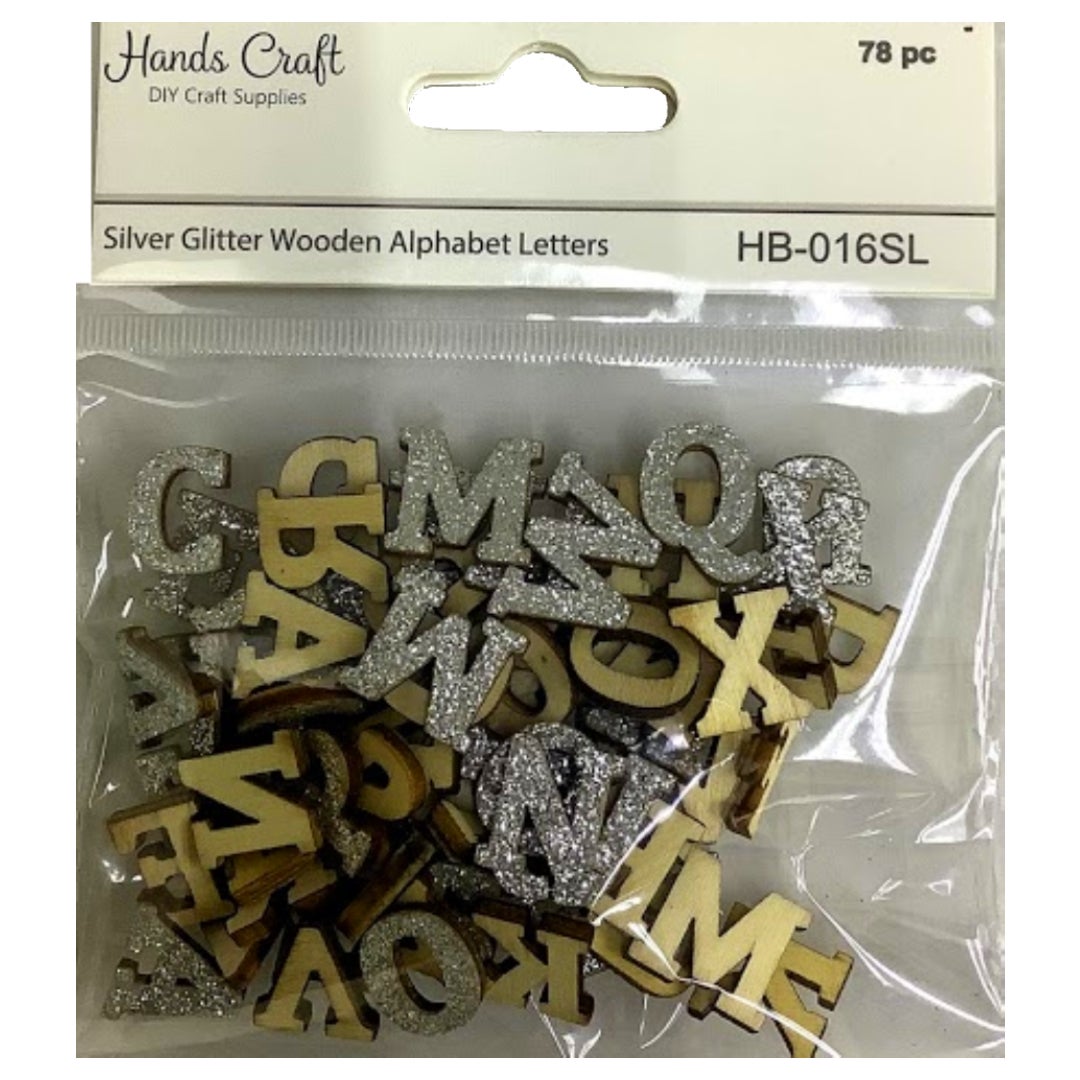 Hands Craft
78 pc
DIY Craft Supplies
Silver Glitter Wooden Alphabet Letters
HB-016SL